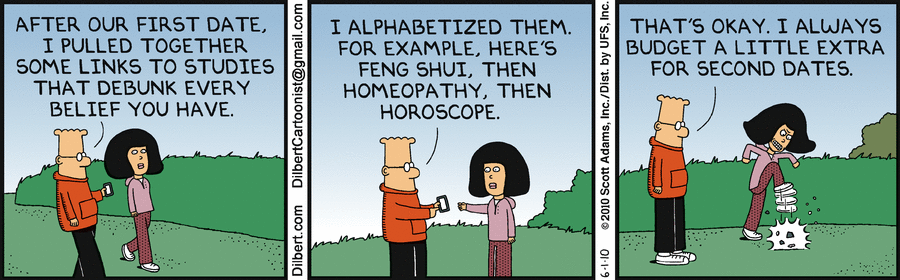 AFTER OUR FIRST DATE,
I PULLED TOGETHER
SOME LINKS TO STUDIES
THAT DEBUNK EVERY
BELIEF YOU HAVE.
Dilbert.com DilbertCartoonist@gmail.com
I ALPHABETIZED THEM.
FOR EXAMPLE, HERE'S
FENG SHUI, THEN
HOMEOPATHY, THEN
HOROSCOPE.
6-1-10 ©2010 Scott Adams, Inc./Dist. by UFS, Inc.
THAT'S OKAY. I ALWAYS
BUDGET A LITTLE EXTRA
FOR SECOND DATES.